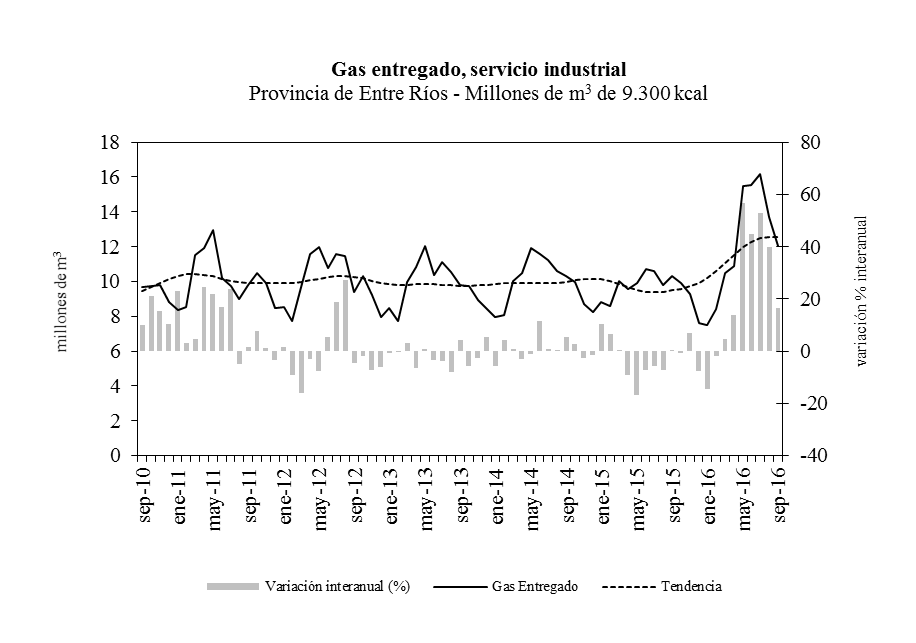 Gas entregado, servicio industrial
Provincia de Entre Ríos - Millones de m³ de 9.300 kcal
18
16
14
12
10
8
6
4
2
0
millones de m³
80
60
40
20
0
-20
-40
variación % interanual
sep-10
ene-11
may-11
sep-11
ene-12
may-12
sep-12
ene-13
may-13
sep-13
ene-14
may-14
sep-14
ene-15
may-15
sep-15
ene-16
may-16
sep-16
Variación interanual (%)
Gas Entregado
Tendencia